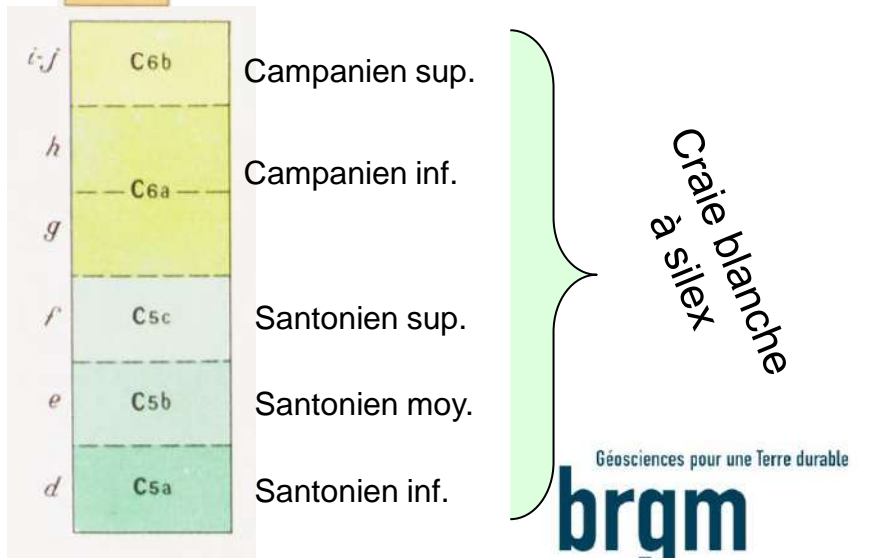 i-j C6b Campanien sup.
h
C6a Campanien inf.
g
f C5c Santonien sup.
e C5b Santonien moy.
d C5a Santonien inf.
Craie blanche
à silex
Géosciences pour une Terre durable
brgm